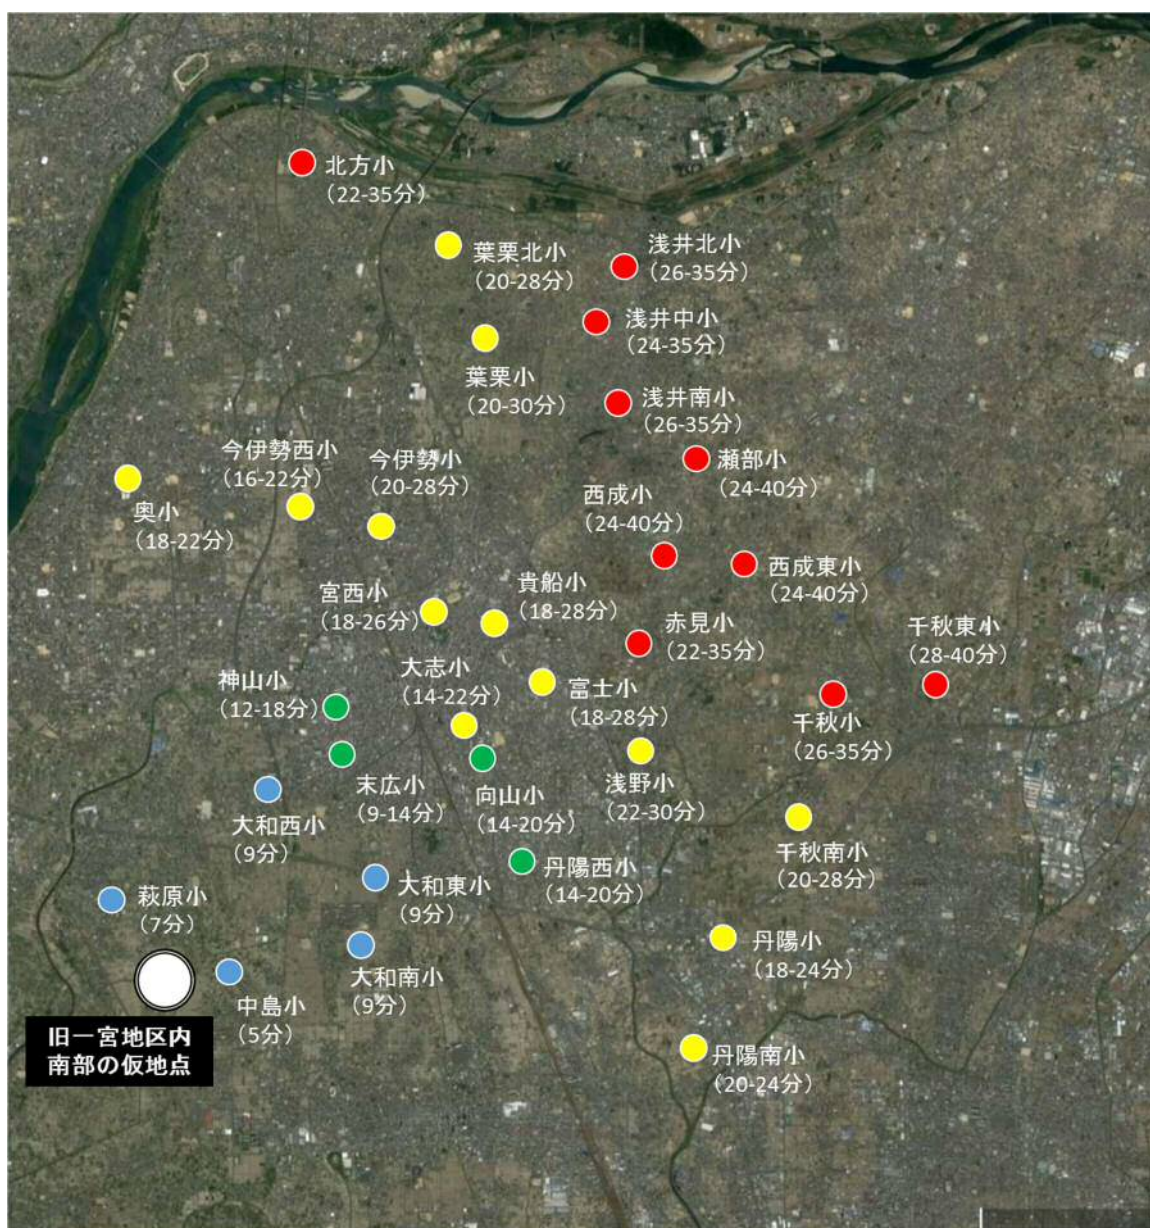 北方小
（22-35分）
葉栗北小
（20-28分）
浅井北小
（26-35分）
浅井中小
（24-35分）
葉栗小
（20-30分）
浅井南小
（26-35分）
今伊勢西小
（16-22分）
今伊勢小
（20-28分）
瀬部小
（24-40分）
奥小
（18-22分）
西成小
（24-40分）
西成東小
（24-40分）
宮西小
（18-26分）
貴船小
（18-28分）
赤見小
（22-35分）
千秋東小
（28-40分）
神山小
（12-18分）
大志小
（14-22分）
富士小
（18-28分）
千秋小
（26-35分）
末広小
（9-14分）
向山小
（14-20分）
浅野小
（22-30分）
大和西小
（9分）
千秋南小
（20-28分）
丹陽西小
（14-20分）
大和東小
（9分）
萩原小
（7分）
丹陽小
（18-24分）
大和南小
（9分）
中島小
（5分）
旧一宮地区内
南部の仮地点
丹陽南小
（20-24分）